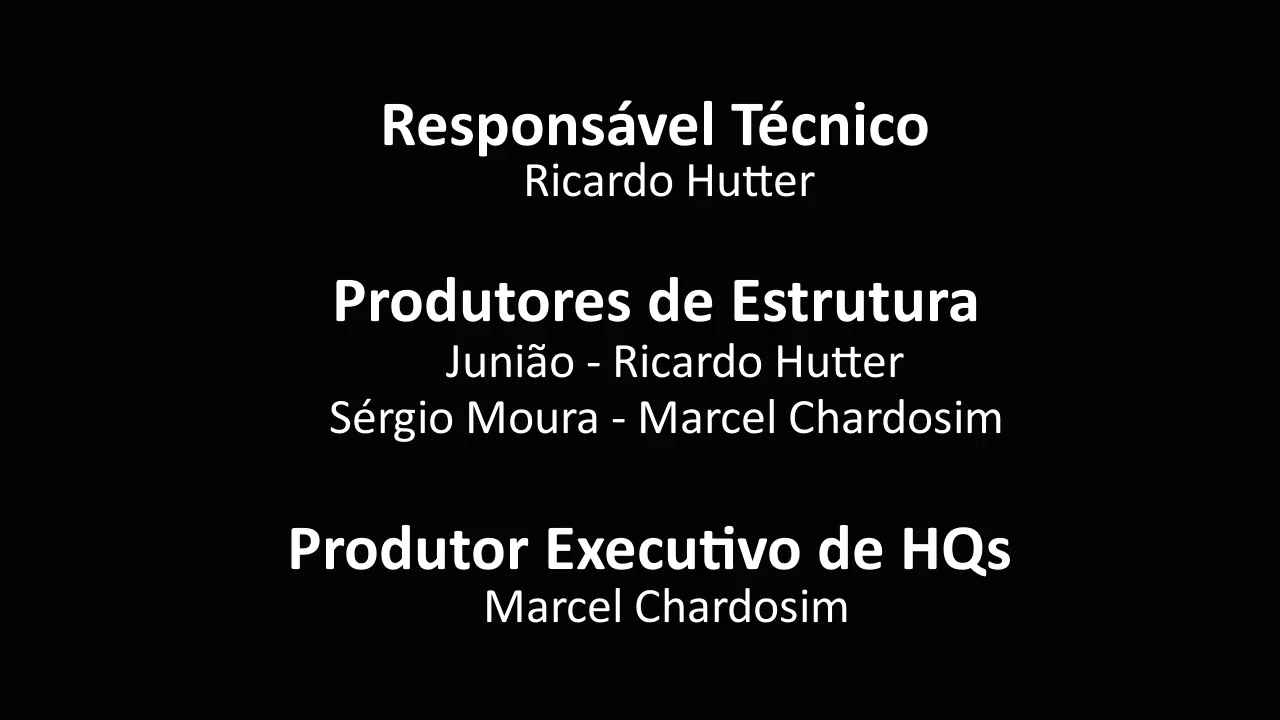 Responsável Técnico
Ricardo Hutter
Produtores de Estrutura
Junião - Ricardo Hutter
Sérgio Moura - Marcel Chardosim
Produtor Executivo de HQs
Marcel Chardosim